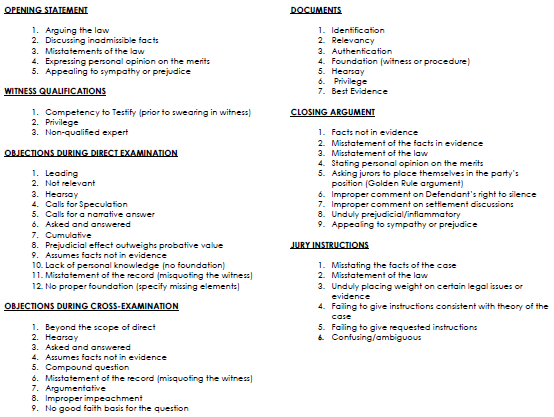 OPENING STATEMENT
1. Arguing the law
2. Discussing inadmissible facts
3. Misstatements of the law
4. Expressing personal opinion on the merits
5. Appealing to sympathy or prejudice
WITNESS QUALIFICATIONS
1. Competency to Testify (prior to swearing in witness)
2. Privilege
3. Non-qualified expert
OBJECTIONS DURING DIRECT EXAMINATION
1. Leading
2. Not relevant
3. Hearsay
4. Calls for Speculation
5. Calls for a narrative answer
6. Asked and answered
7. Cumulative
8. Prejudicial effect outweighs probative value
9. Assumes facts not in evidence
10. Lack of personal knowledge (no foundation)
11. Misstatement of the record (misquoting the witness)
12. No proper foundation (specify missing elements)
OBJECTIONS DURING CROSS-EXAMINATION
1. Beyond the scope of direct
2. Hearsay
3. Asked and answered
4. Assumes facts not in evidence
5. Compound question
6. Misstatement of the record (misquoting the witness)
7. Argumentative
8. Improper impeachment
9. No good faith basis for the question
DOCUMENTS
1. Identification
2. Relevancy
3. Authentication
4. Foundation (witness or procedure)
5. Hearsay
6. Privilege
7. Best Evidence
CLOSING ARGUMENT
1. Facts not in evidence
2. Misstatement of the facts in evidence
3. Misstatement of the law
4. Stating personal opinion on the merits
5. Asking jurors to place themselves in the party's
position (Golden Rule argument)
6. Improper comment on Defendant's right to silence
7. Improper comment on settlement discussions
8. Unduly prejudicial/inflammatory
9. Appealing to sympathy or prejudice
JURY INSTRUCTIONS
1. Misstating the facts of the case
2. Misstatement of the law
3. Unduly placing weight on certain legal issues or
evidence
4. Failing to give instructions consistent with theory of the
case
5. Failing to give requested instructions
6. Confusing/ambiguous